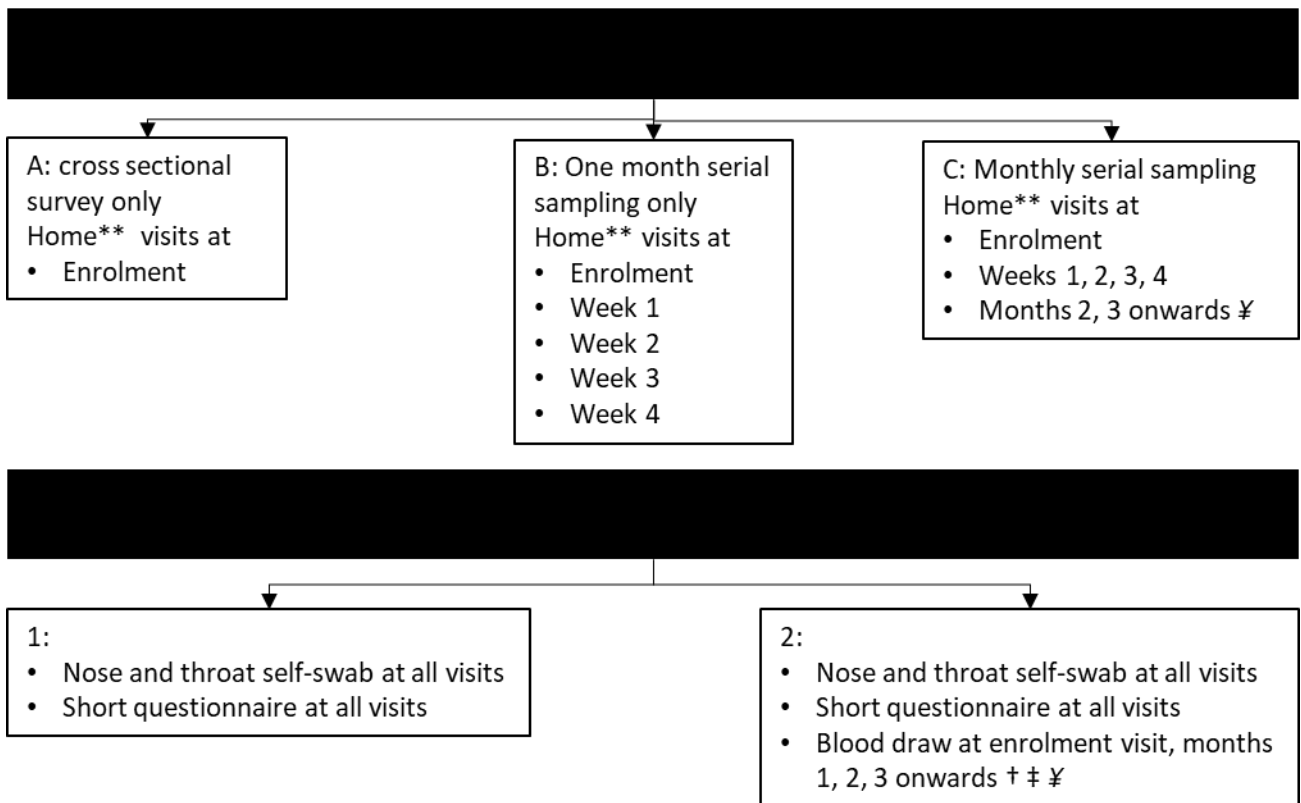 A: cross sectional
survey only
Home** visits at
• Enrolment
B: One month serial
sampling only
Home** visits at
• Enrolment
• Week 1
• Week 2
• Week 3
• Week 4
C: Monthly serial sampling
Home** visits at
• Enrolment
• Weeks 1, 2, 3, 4
• Months 2, 3 onwards ¥
1:
• Nose and throat self-swab at all visits
• Short questionnaire at all visits
2:
• Nose and throat self-swab at all visits
• Short questionnaire at all visits
• Blood draw at enrolment visit, months
1, 2, 3 onwards † ‡ ¥